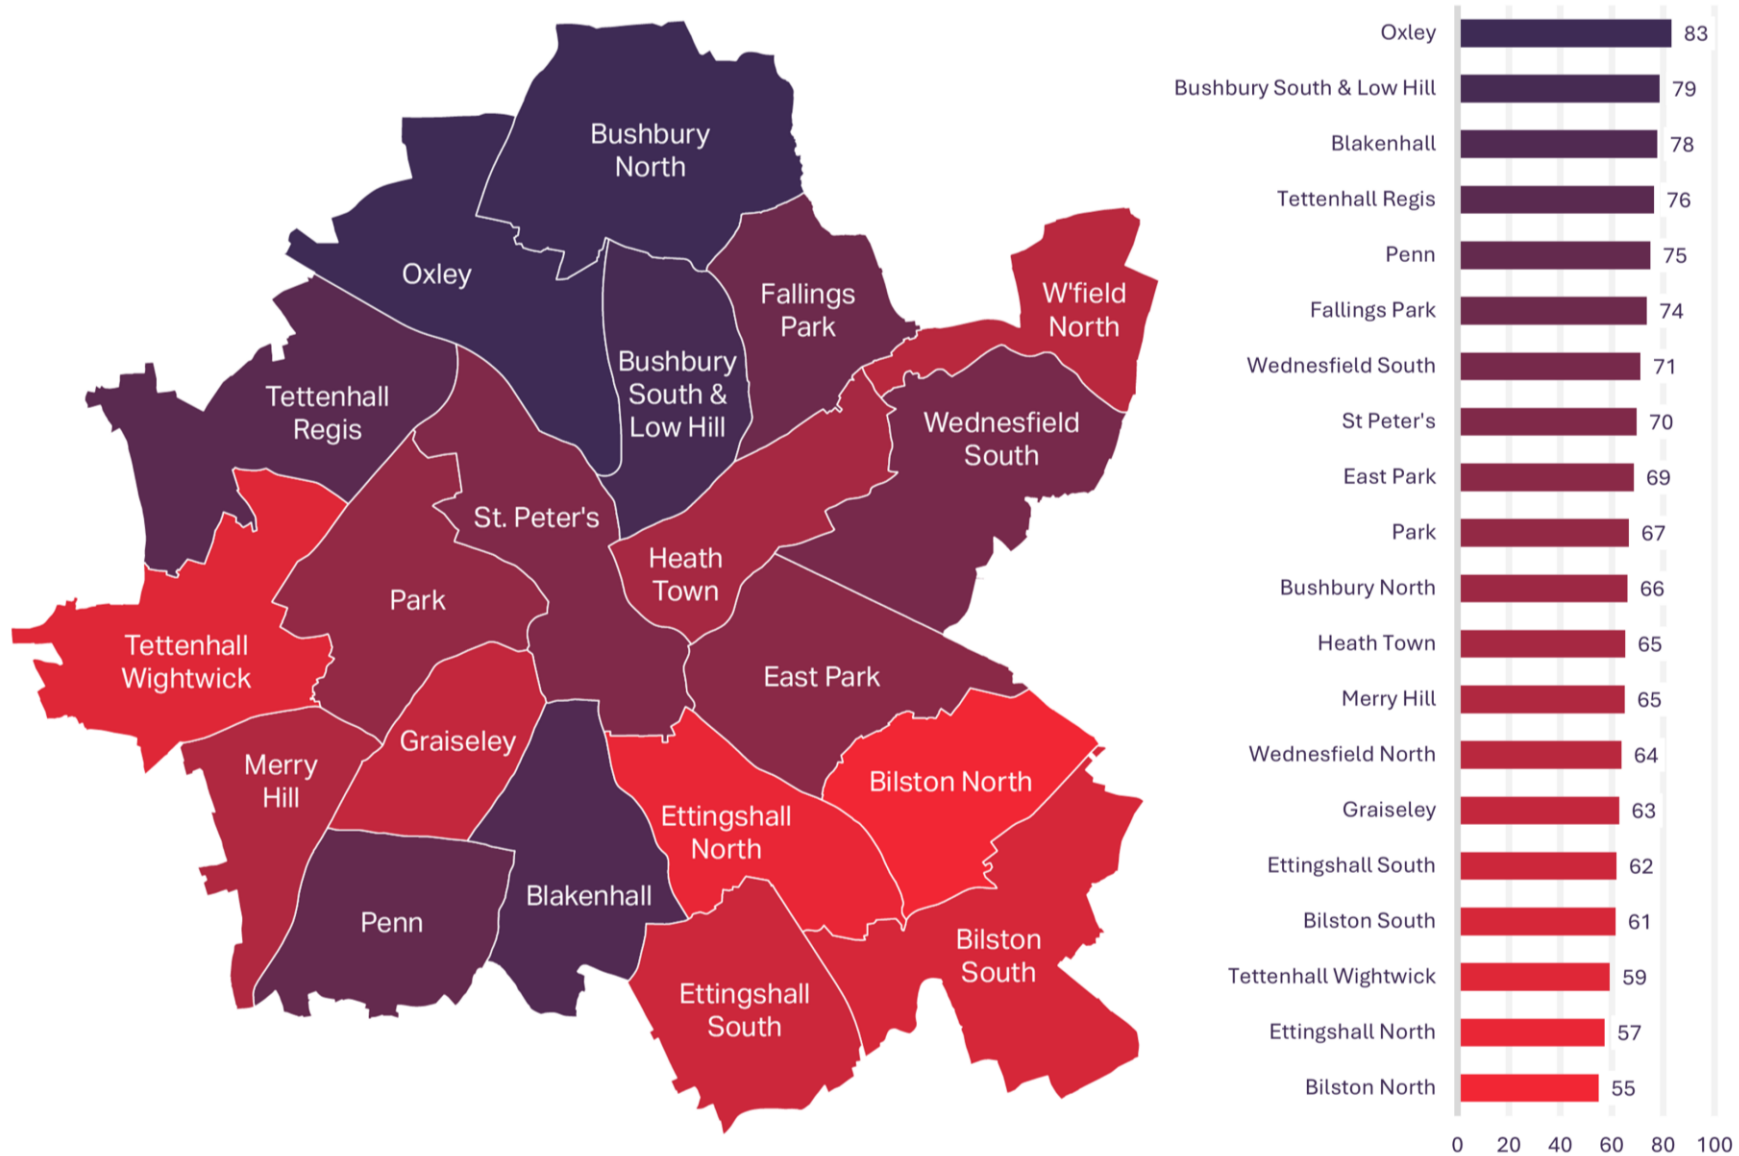 Bushbury
North
Oxley
Fallings
Park
W'field
North
Bushbury
South &
Low Hill
Tettenhall
Regis
Wednesfield
South
St. Peter's
Heath
Town
Park
Tettenhall
Wightwick
East Park
Graiseley
Merry
Hill
Bilston North
Ettingshall
North
Blakenhall
Penn
Bilston
South
Ettingshall
South
Oxley 83
Bushbury South & Low Hill 79
Blakenhall 78
Tettenhall Regis 76
Penn 75
Fallings Park 74
Wednesfield South 71
St Peter's 70
East Park 69
Park 67
Bushbury North 66
Heath Town 65
Merry Hill 65
Wednesfield North 64
Graiseley 63
Ettingshall South 62
Bilston South 61
Tettenhall Wightwick 59
Ettingshall North 57
Bilston North 55
0 20 40 60 80 100